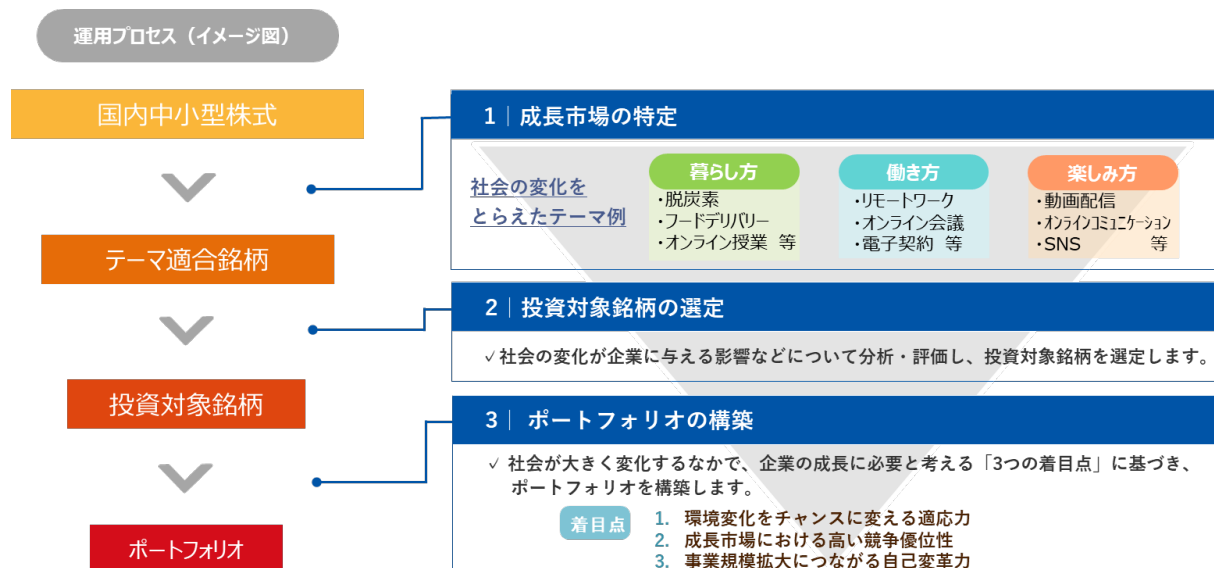 運用プロセス（イメージ図）
国内中小型株式
テーマ適合銘柄
投資対象銘柄
ポートフォリオ
1｜成長市場の特定
社会の変化を
とらえたテーマ例
暮らし方
・脱炭素
・フードデリバリー
・オンライン授業 等
働き方
・リモートワーク
・オンライン会議
・電子契約 等
楽しみ方
・動画配信
・オンラインコミュニケーション
・SNS 等
2｜投資対象銘柄の選定
✓社会の変化が企業に与える影響などについて分析・評価し、投資対象銘柄を選定します。
3｜ ポートフォリオの構築
✓ 社会が大きく変化するなかで、企業の成長に必要と考える「3つの着目点」に基づき、
ポートフォリオを構築します。
着目点
1. 環境変化をチャンスに変える適応力
2. 成長市場における高い競争優位性
3. 事業規模拡大につながる自己変革力